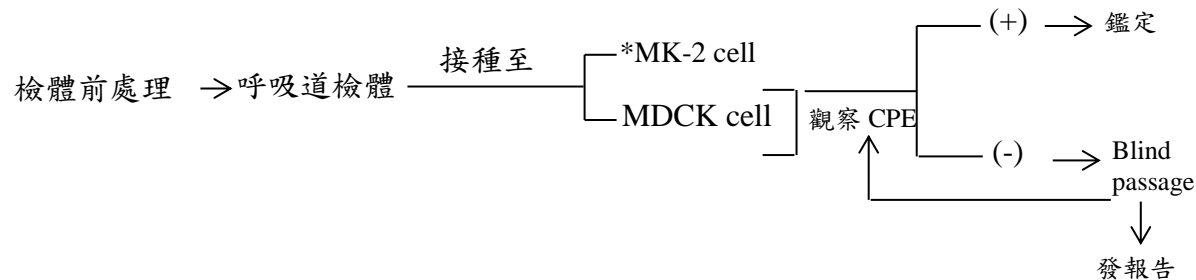 檢體前處理
呼吸道檢體
接種至
*MK-2 cell
MDCK cell
觀察 CPE
(+)
鑑定
(-)
Blind
passage
發報告